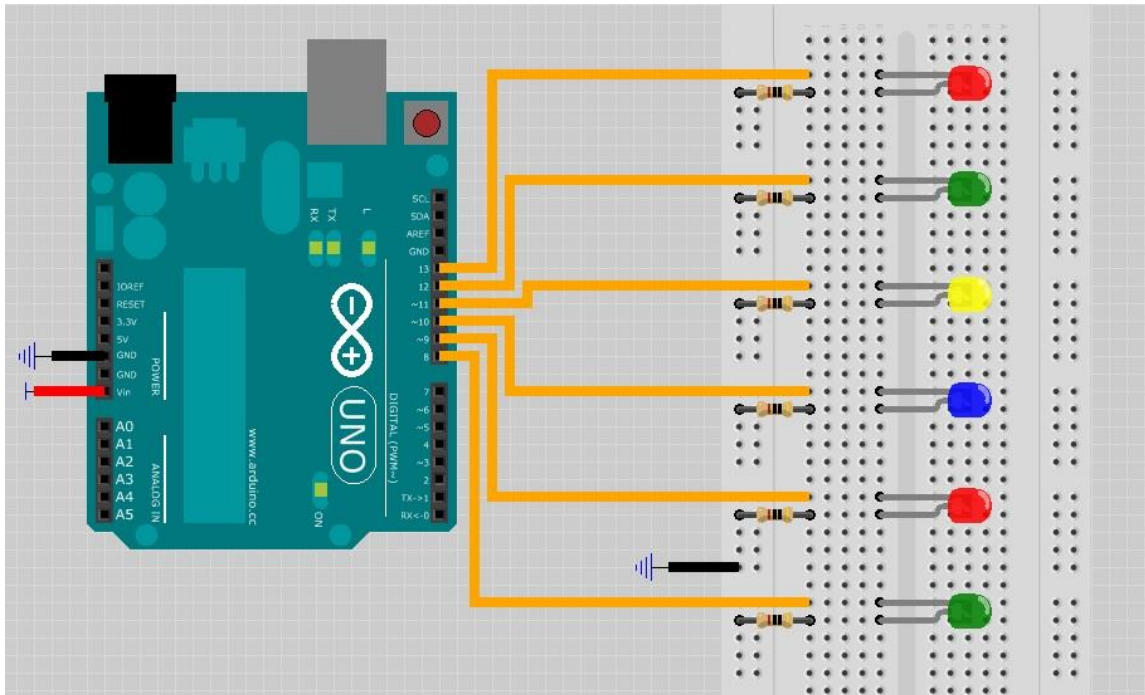 SCL
SDA
AREF
GND
RX
TX
L
13
12
~11
~10
~9
8
IOREF
RESET
3.3V
5V
GND
GND
Vin
POWER
7
~6
~5
4
~3
2
TX->1
RX<-0
DIGITAL (PWM~)
UNO
A0
A1
A2
A3
A4
A5
ANALOG IN
www.arduino.cc
ON